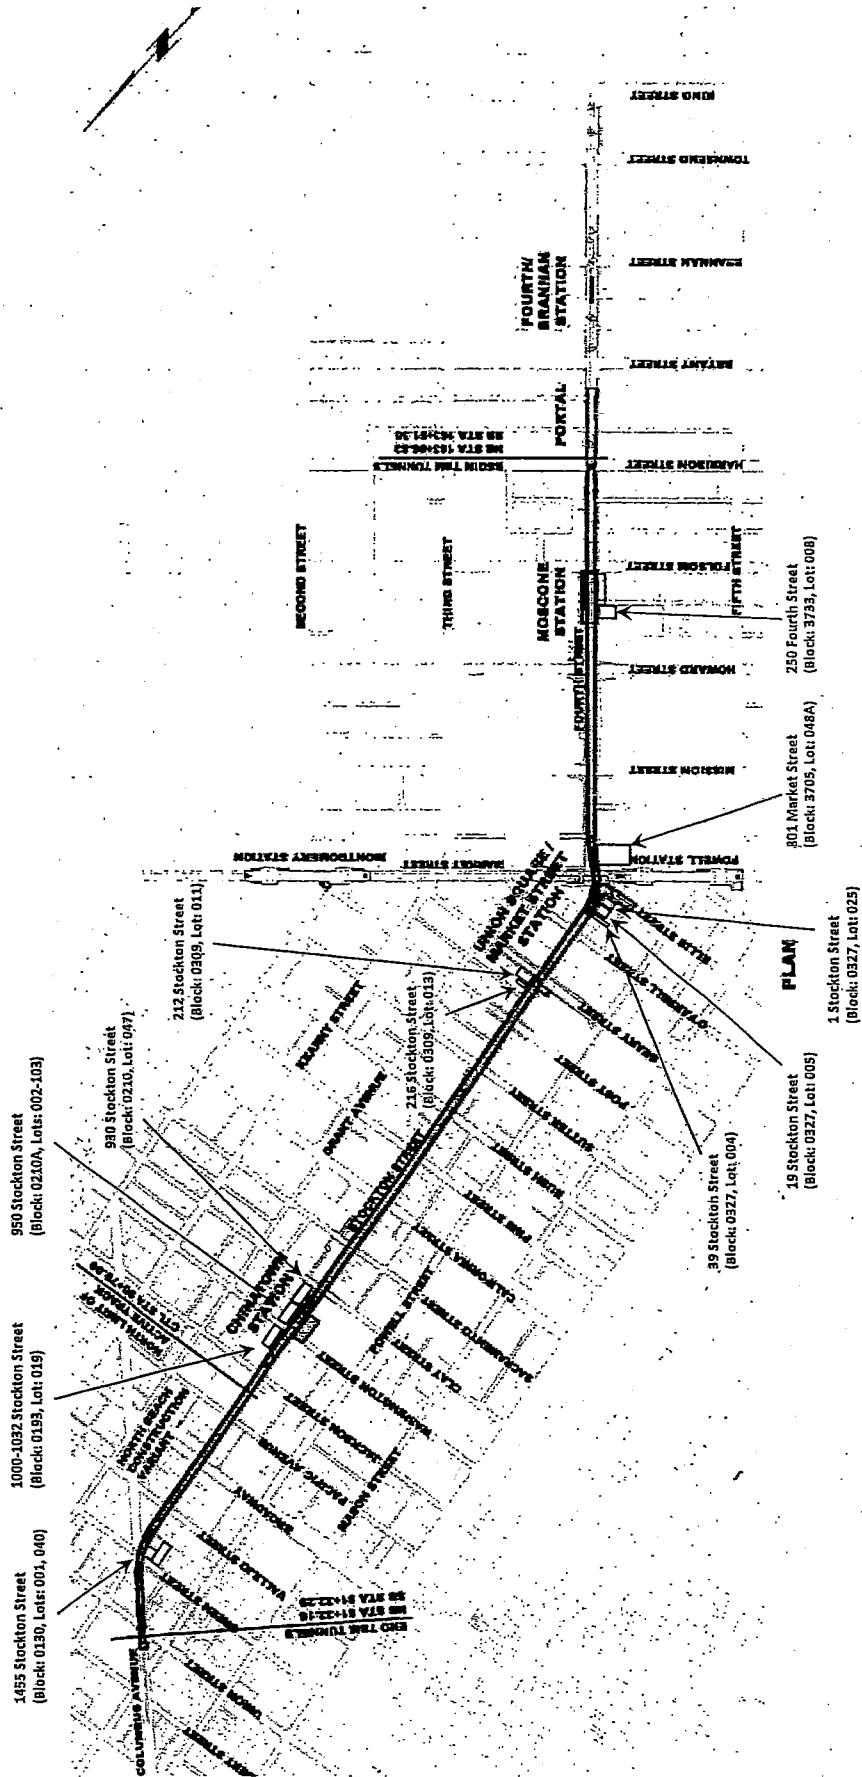 1455 Stockton Street
(Block: 0130, Lots: 001, 040)
1000-1032 Stockton Street
(Block: 0193, Lot: 019)
950 Stockton Street
(Block: 0210A, Lots: 002-103)
930 Stockton Street
(Block: 0210, Lot: 047)
212 Stockton Street
(Block: 0309, Lot: 011)
216 Stockton Street
(Block: 0309, Lot: 013)
39 Stockton Street
(Block: 0327, Lot: 004)
19 Stockton Street
(Block: 0327, Lot: 005)
1 Stockton Street
(Block: 0327, Lot: 025)
801 Market Street
(Block: 3705, Lot: 048A)
250 Fourth Street
(Block: 3733, Lot: 008)
COLUMBUS AVENUE
UNION STREET
GREEN STREET
VALLEJO STREET
BROADWAY
PACIFIC AVENUE
JACKSON STREET
WASHINGTON STREET
CLAY STREET
SACRAMENTO STREET
CALIFORNIA STREET
PINE STREET
BUSH STREET
SUTTER STREET
POST STREET
GEARY STREET
O'FARRELL STREET
ELLIS STREET
MASON STREET
POWELL STREET
STOCKTON STREET
GRANT AVENUE
KEARNY STREET
END TBM TUNNELS
NORTH BEACH
CONSTRUCTION
VARIANT
NORTH LIMIT OF
ACTIVE TRACK
CHINATOWN
STATION
UNION SQUARE /
MARKET STREET
STATION
MONTGOMERY STATION
MARKET STREET
POWELL STATION
MISSION STREET
HOWARD STREET
FOLSOM STREET
HARRISON STREET
BRYANT STREET
BRANNAN STREET
TOWNSEND STREET
KING STREET
SECOND STREET
THIRD STREET
FOURTH STREET
FIFTH STREET
MOSCONE
STATION
BEGIN TBM TUNNELS
PORTAL
FOURTH/
BRANNAN
STATION
PLAN